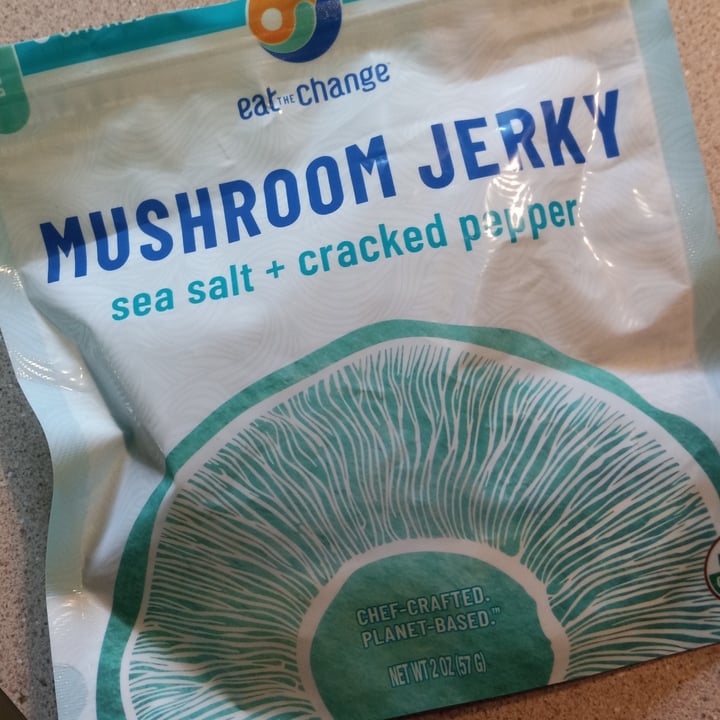 eat THE change
MUSHROOM JERKY
sea salt + cracked pepper
CHEF-CRAFTED.
PLANET-BASED.™
NET WT 2 OZ (57 G)